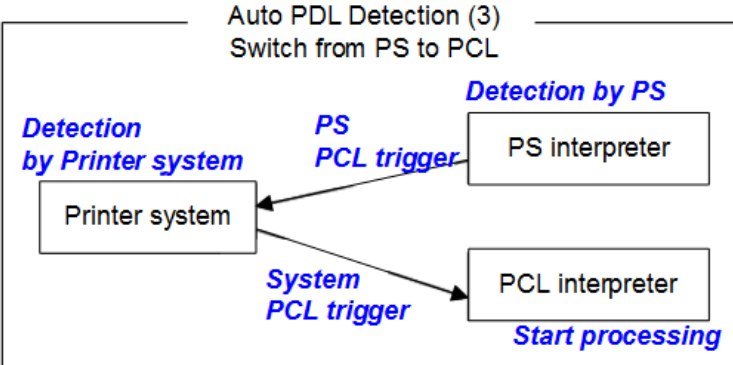 Auto PDL Detection (3)
Switch from PS to PCL
Detection by PS
Detection
by Printer system
PS
PCL trigger
PS interpreter
Printer system
System
PCL trigger
PCL interpreter
Start processing